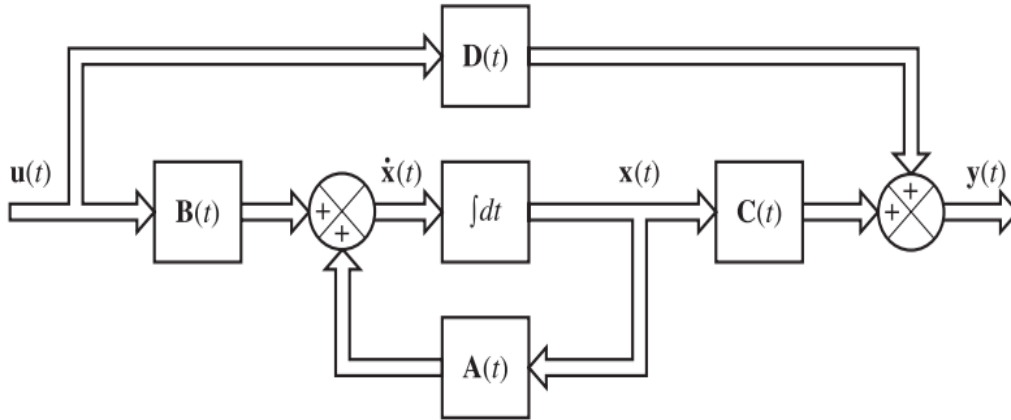 D(t)
u(t)
B(t)
+
+
ẋ(t)
∫dt
x(t)
C(t)
+
+
y(t)
A(t)